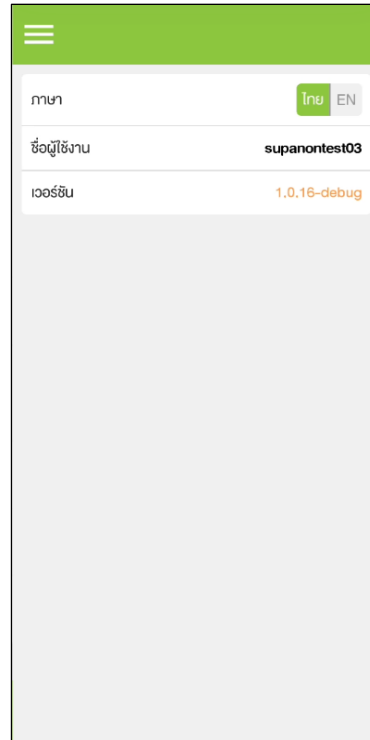 ภาษา ไทย EN
ชื่อผู้ใช้งาน supanontest03
เวอร์ชัน 1.0.16-debug